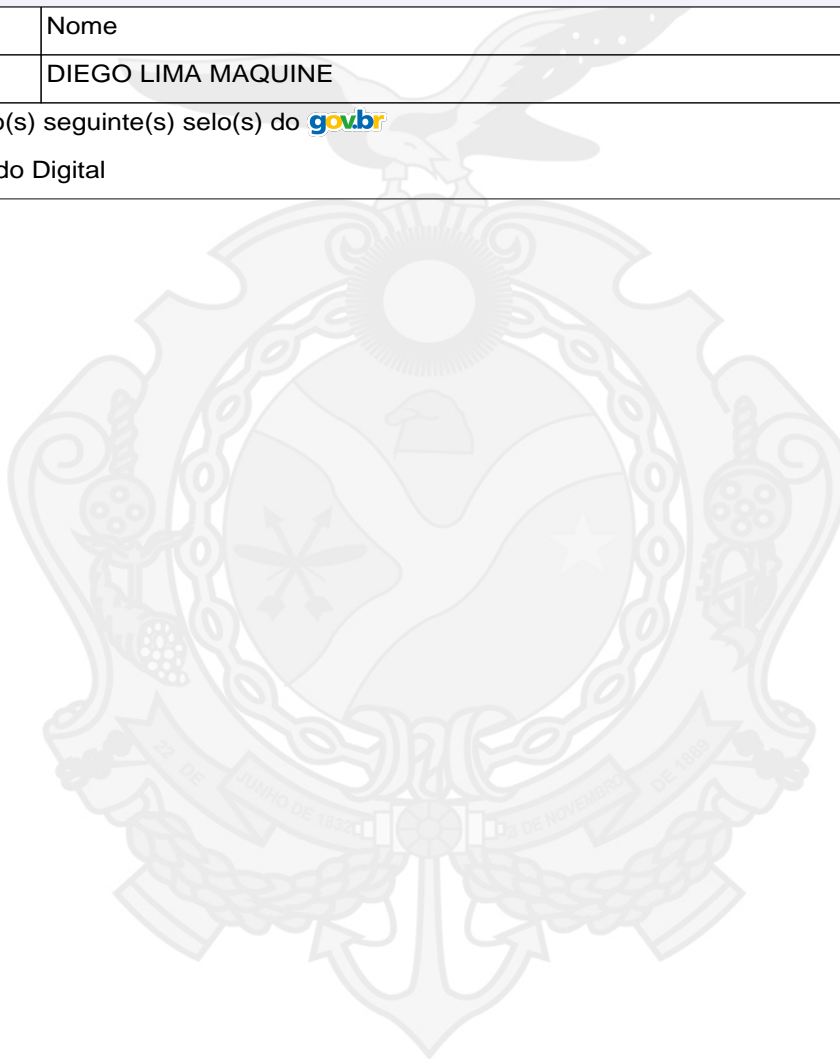 Nome
DIEGO LIMA MAQUINE
o(s) seguinte(s) selo(s) do gov.br
do Digital
22 DE
JUNHO DE 1832
DE NOVEMBRO
DE 1889